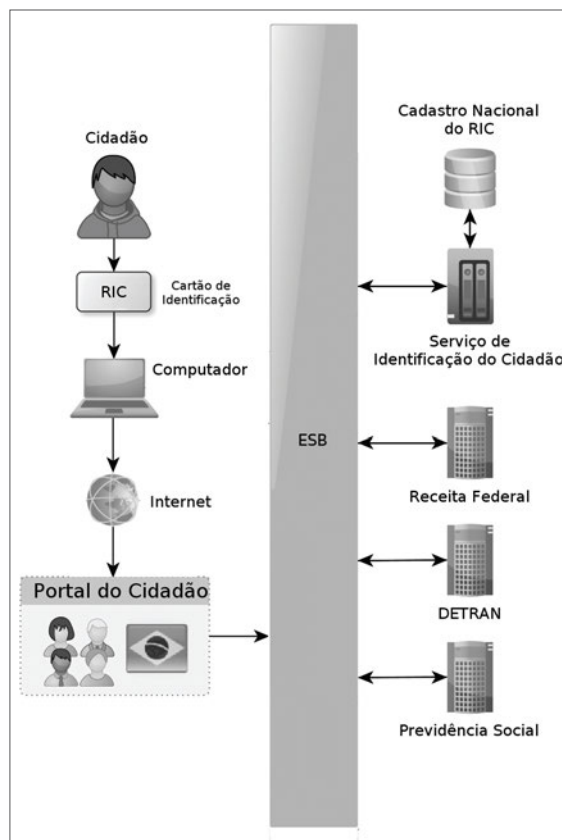 Cidadão
RIC
Cartão de
Identificação
Computador
Internet
Portal do Cidadão
ESB
Cadastro Nacional
do RIC
Serviço de
Identificação do Cidadão
Receita Federal
DETRAN
Previdência Social